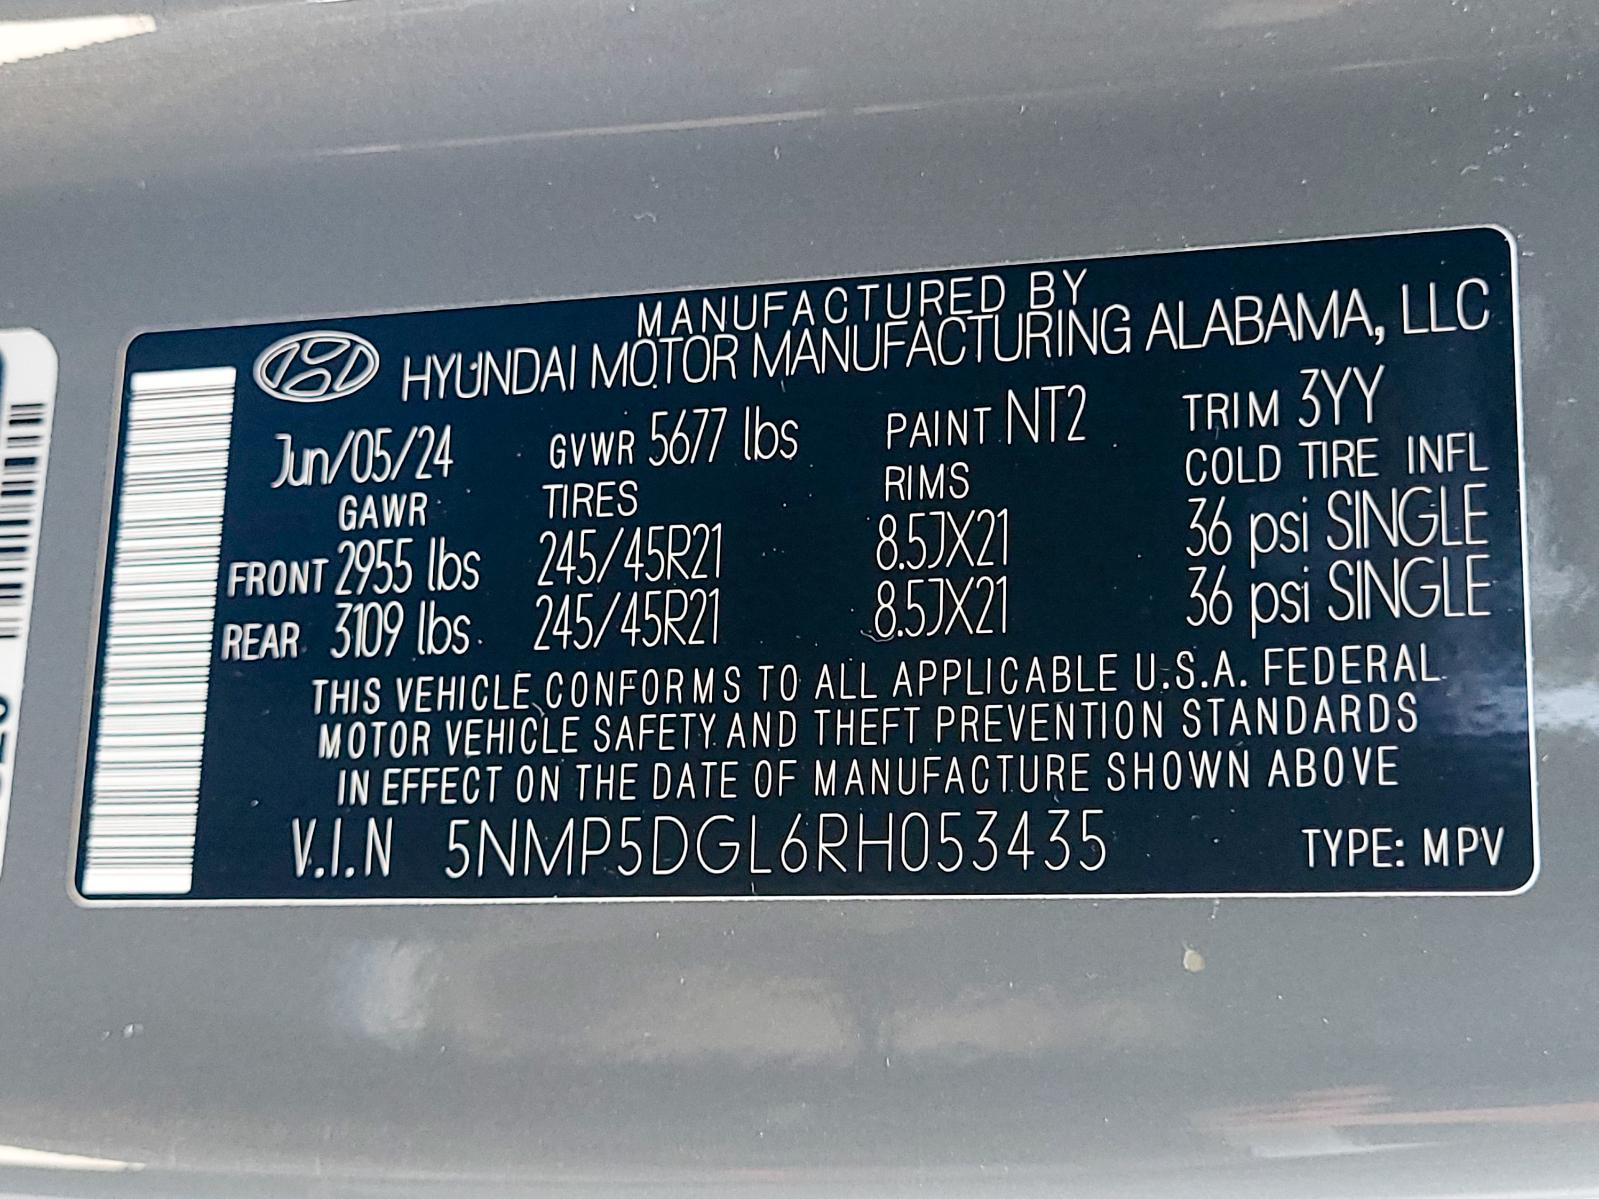 MANUFACTURED BY
HYUNDAI MOTOR MANUFACTURING ALABAMA, LLC
Jun/05/24 GVWR 5677 lbs PAINT NT2 TRIM 3YY
GAWR TIRES RIMS COLD TIRE INFL
FRONT 2955 lbs 245/45R21 8.5JX21 36 psi SINGLE
REAR 3109 lbs 245/45R21 8.5JX21 36 psi SINGLE
THIS VEHICLE CONFORMS TO ALL APPLICABLE U.S.A. FEDERAL
MOTOR VEHICLE SAFETY AND THEFT PREVENTION STANDARDS
IN EFFECT ON THE DATE OF MANUFACTURE SHOWN ABOVE
V.I.N 5NMP5DGL6RH053435 TYPE: MPV